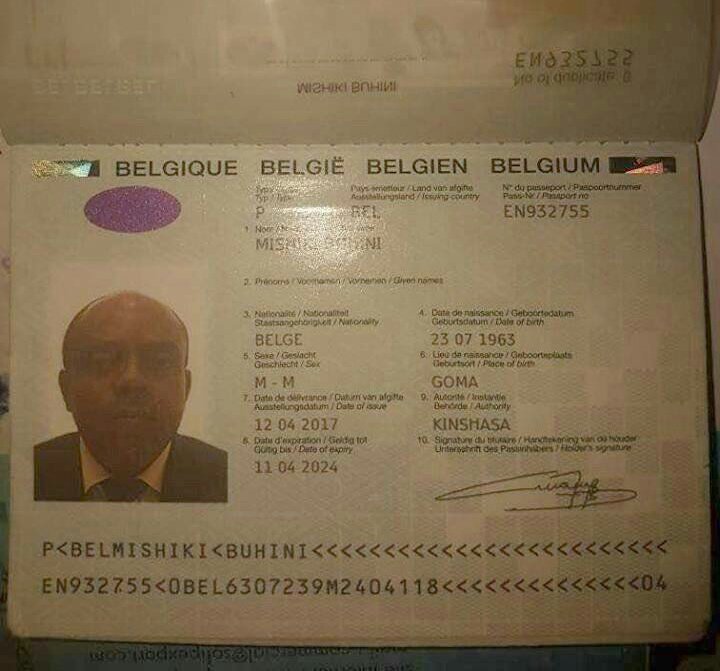 EN932755
No of duplicate: 0
MISHIKI BUHINI
BELGIQUE BELGIË BELGIEN BELGIUM
Pays émetteur / Land van afgifte
Ausstellungsland / Issuing country
N° du passeport / Paspoortnummer
Pass-Nr / Passport no
P BEL EN932755
MISHIKI BUHINI
2. Prénoms / Voornamen / Vornamen / Given names
3. Nationalité / Nationaliteit
Staatsangehörigkeit / Nationality
BELGE
4. Date de naissance / Geboortedatum
Geburtsdatum / Date of birth
23 07 1963
5. Sexe / Geslacht
Geschlecht / Sex
M - M
6. Lieu de naissance / Geboorteplaats
Geburtsort / Place of birth
GOMA
7. Date de délivrance / Datum van afgifte
Ausstellungsdatum / Date of issue
12 04 2017
9. Autorité / Instantie
Behörde / Authority
KINSHASA
8. Date d'expiration / Geldig tot
Gültig bis / Date of expiry
11 04 2024
10. Signature du titulaire / Handtekening van de houder
Unterschrift des Passinhabers / Holder's signature
P<BELMISHIKI<BUHINI<<<<<<<<<<<<<<<<<<<<<<<<<
EN932755<0BEL6307239M2404118<<<<<<<<<<<<<<04